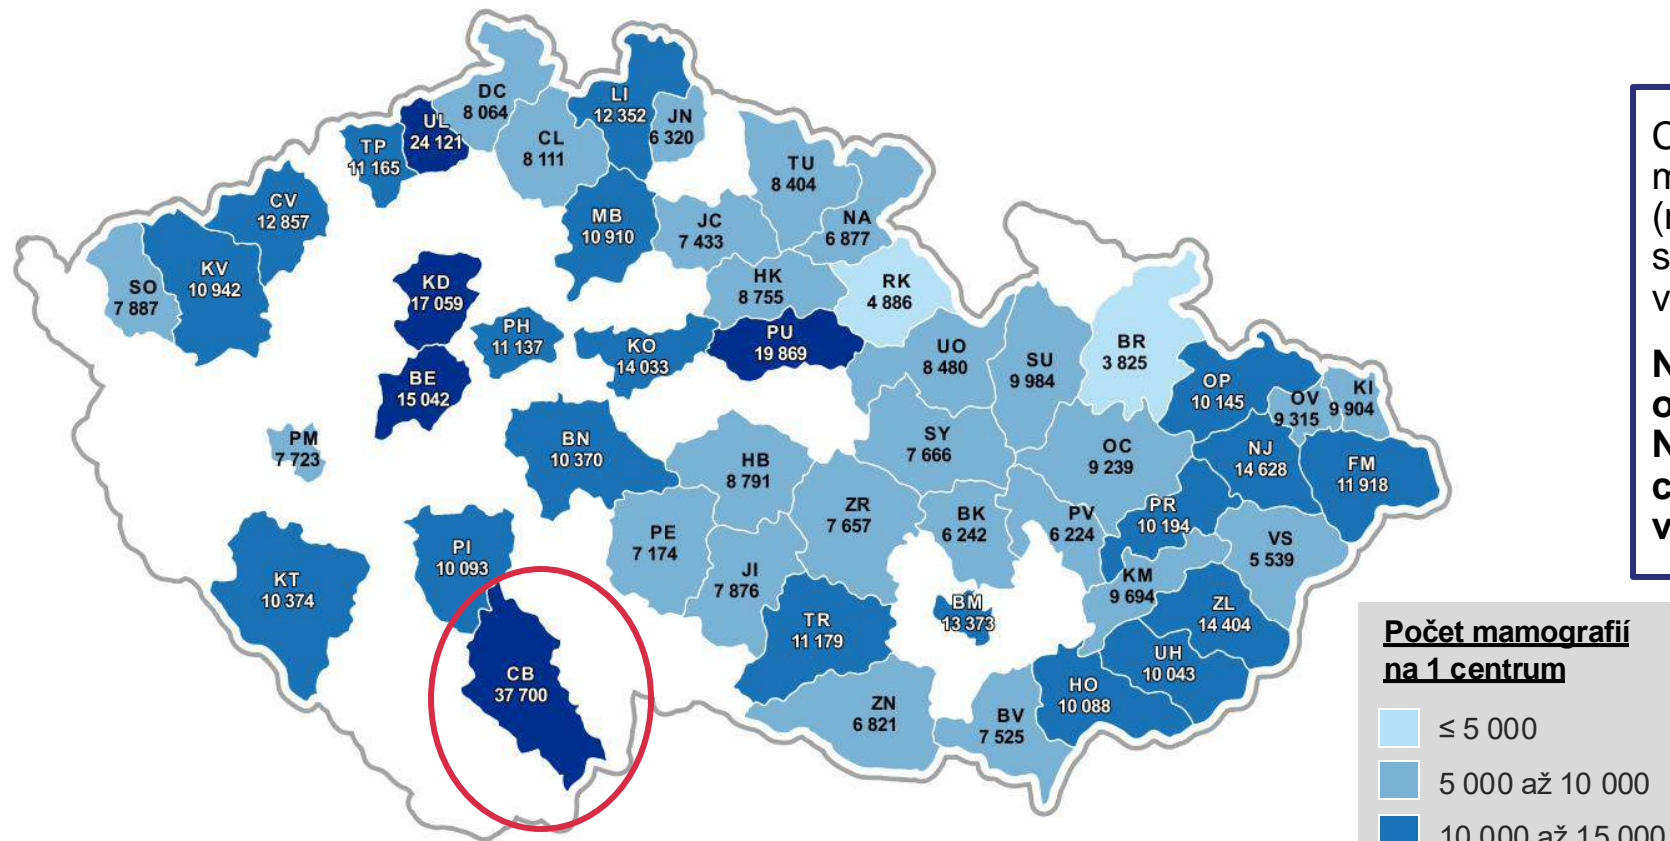 DC
8 064
LI
12 352
UL
24 121
JN
6 320
TP
11 165
CL
8 111
TU
8 404
CV
12 857
MB
10 910
JC
7 433
NA
6 877
SO
7 887
KV
10 942
KD
17 059
HK
8 755
RK
4 886
PH
11 137
KO
14 033
PU
19 869
UO
8 480
SU
9 984
BR
3 825
BE
15 042
OP
10 145
OV
9 315
KI
9 904
PM
7 723
BN
10 370
HB
8 791
SY
7 666
OC
9 239
NJ
14 628
FM
11 918
PE
7 174
ZR
7 657
BK
6 242
PV
6 224
PR
10 194
VS
5 539
KT
10 374
PI
10 093
JI
7 876
KM
9 694
TR
11 179
BM
13 373
ZL
14 404
CB
37 700
UH
10 043
HO
10 088
ZN
6 821
BV
7 525
Počet mamografií
na 1 centrum
≤ 5 000
5 000 až 10 000
10 000 až 15 000